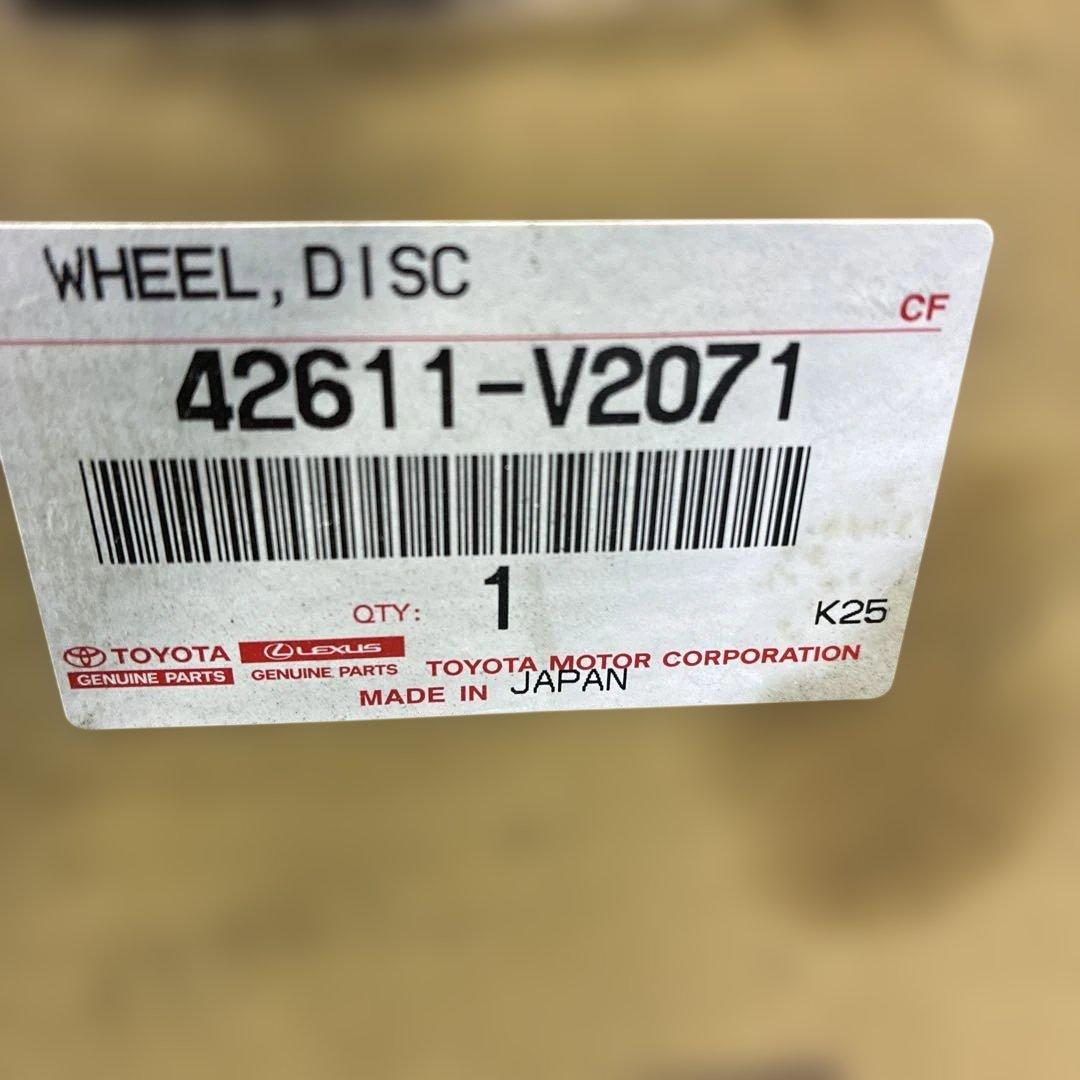 WHEEL, DISC
CF
42611-V2071
QTY: 1
K25
TOYOTA LEXUS
GENUINE PARTS GENUINE PARTS TOYOTA MOTOR CORPORATION
MADE IN JAPAN